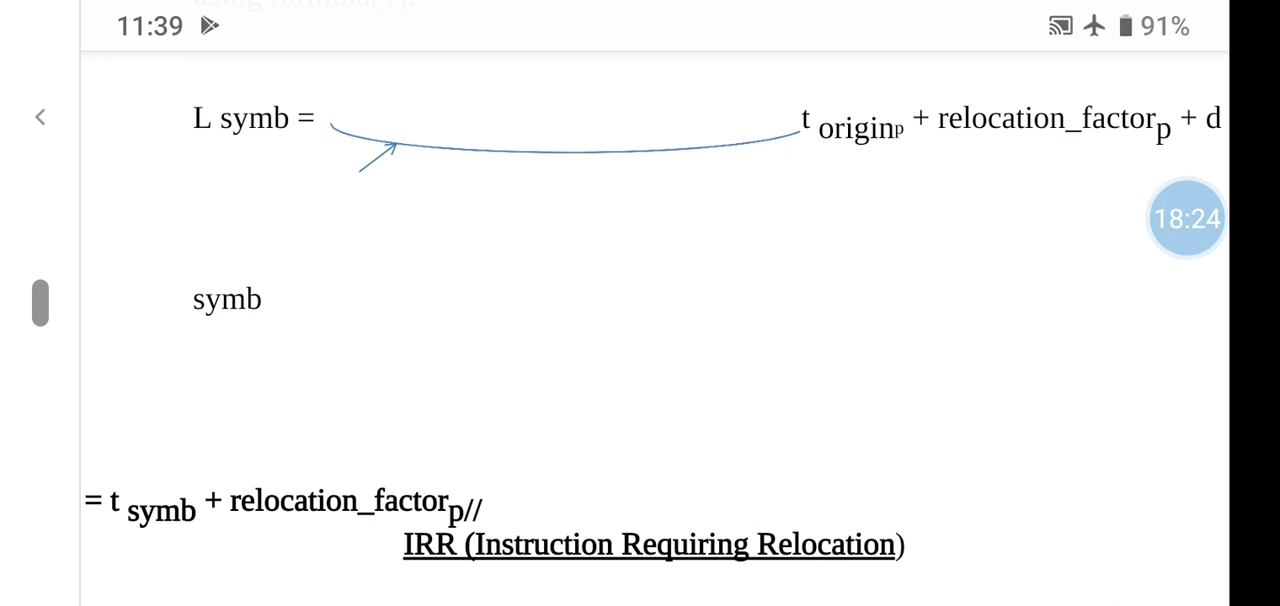 11:39 91%
L symb = t originp + relocation_factorp + d
18:24
symb
= t symb + relocation_factorp//
IRR (Instruction Requiring Relocation)